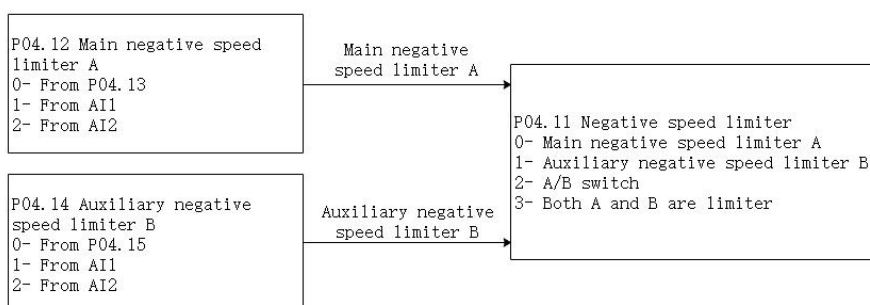 P04.12 Main negative speed
limiter A
0- From P04.13
1- From AI1
2- From AI2
Main negative
speed limiter A
P04.14 Auxiliary negative
speed limiter B
0- From P04.15
1- From AI1
2- From AI2
Auxiliary negative
speed limiter B
P04.11 Negative speed limiter
0- Main negative speed limiter A
1- Auxiliary negative speed limiter B
2- A/B switch
3- Both A and B are limiter